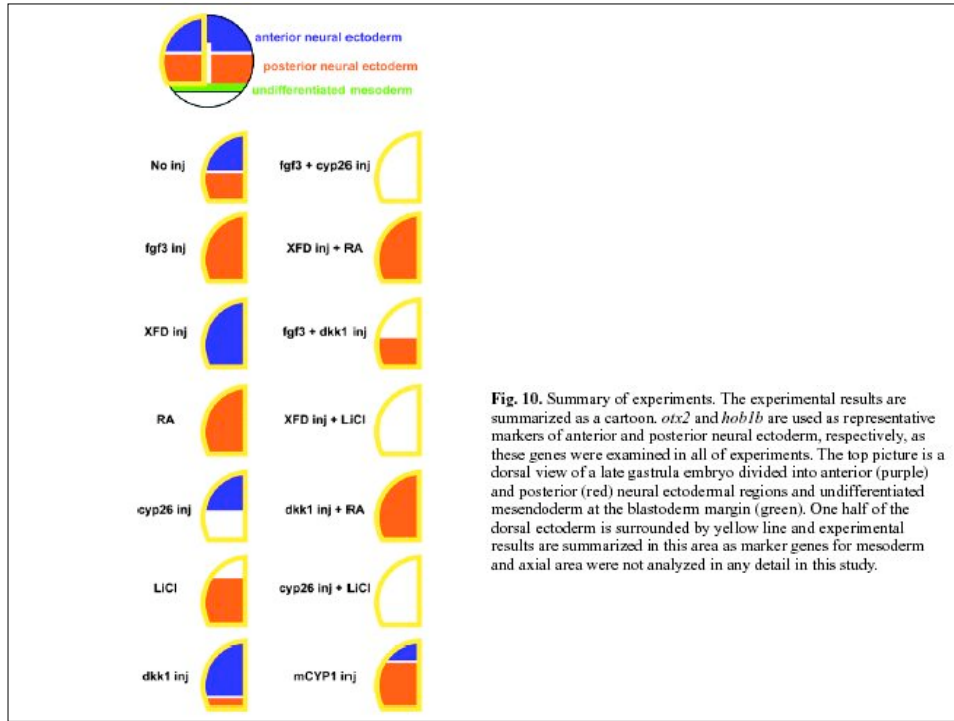 anterior neural ectoderm
posterior neural ectoderm
undifferentiated mesoderm
No inj
fgf3 + cyp26 inj
fgf3 inj
XFD inj + RA
XFD inj
fgf3 + dkk1 inj
RA
XFD inj + LiCl
cyp26 inj
dkk1 inj + RA
LiCl
cyp26 inj + LiCl
dkk1 inj
mCYP1 inj
Fig. 10. Summary of experiments. The experimental results are
summarized as a cartoon. otx2 and hob1b are used as representative
markers of anterior and posterior neural ectoderm, respectively, as
these genes were examined in all of experiments. The top picture is a
dorsal view of a late gastrula embryo divided into anterior (purple)
and posterior (red) neural ectodermal regions and undifferentiated
mesendoderm at the blastoderm margin (green). One half of the
dorsal ectoderm is surrounded by yellow line and experimental
results are summarized in this area as marker genes for mesoderm
and axial area were not analyzed in any detail in this study.